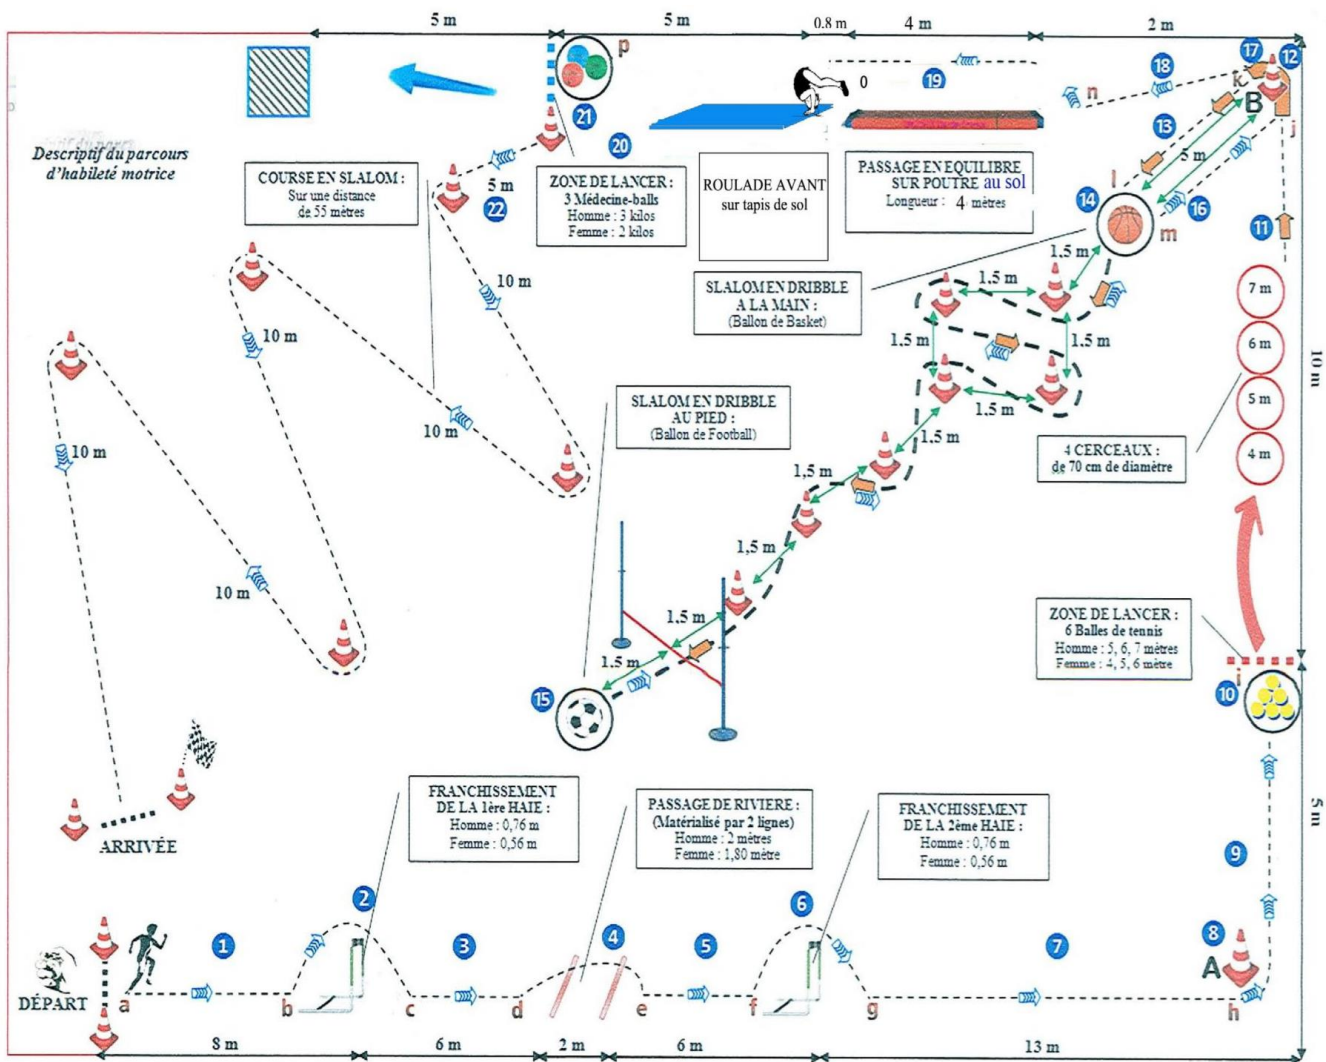 5 m
5 m
0.8 m
4 m
2 m
p
17
12
19
18
k
0
n
B
21
13
j
20
5 m
Descriptif du parcours
d'habileté motrice
COURSE EN SLALOM :
Sur une distance
de 55 mètres
5 m
22
ZONE DE LANCER :
3 Médecine-balls
Homme : 3 kilos
Femme : 2 kilos
ROULADE AVANT
sur tapis de sol
PASSAGE EN EQUILIBRE
SUR POUTRE au sol
Longueur : 4 mètres
l
14
16
m
11
1.5 m
10 m
SLALOM EN DRIBBLE
A LA MAIN :
(Ballon de Basket)
1.5 m
7 m
10 m
1.5 m
1.5 m
6 m
10 m
SLALOM EN DRIBBLE
AU PIED :
(Ballon de Football)
1.5 m
5 m
10 m
10 m
1.5 m
4 CERCEAUX :
de 70 cm de diamètre
4 m
1.5 m
1,5 m
10 m
1.5 m
ZONE DE LANCER :
6 Balles de tennis
Homme : 5, 6, 7 mètres
Femme : 4, 5, 6 mètre
1.5 m
i
15
10
FRANCHISSEMENT
DE LA 1ère HAIE :
Homme : 0,76 m
Femme : 0,56 m
PASSAGE DE RIVIERE :
(Matérialisé par 2 lignes)
Homme : 2 mètres
Femme : 1,80 mètre
FRANCHISSEMENT
DE LA 2ème HAIE :
Homme : 0,76 m
Femme : 0,56 m
5 m
ARRIVÉE
9
2
6
1
3
4
5
7
8
A
DÉPART
a
b
c
d
e
f
g
h
8 m
6 m
2 m
6 m
13 m